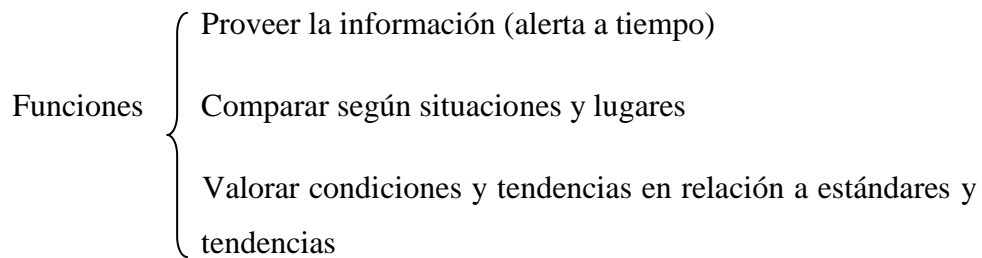 Proveer la información (alerta a tiempo)
Funciones
Comparar según situaciones y lugares
Valorar condiciones y tendencias en relación a estándares y
tendencias